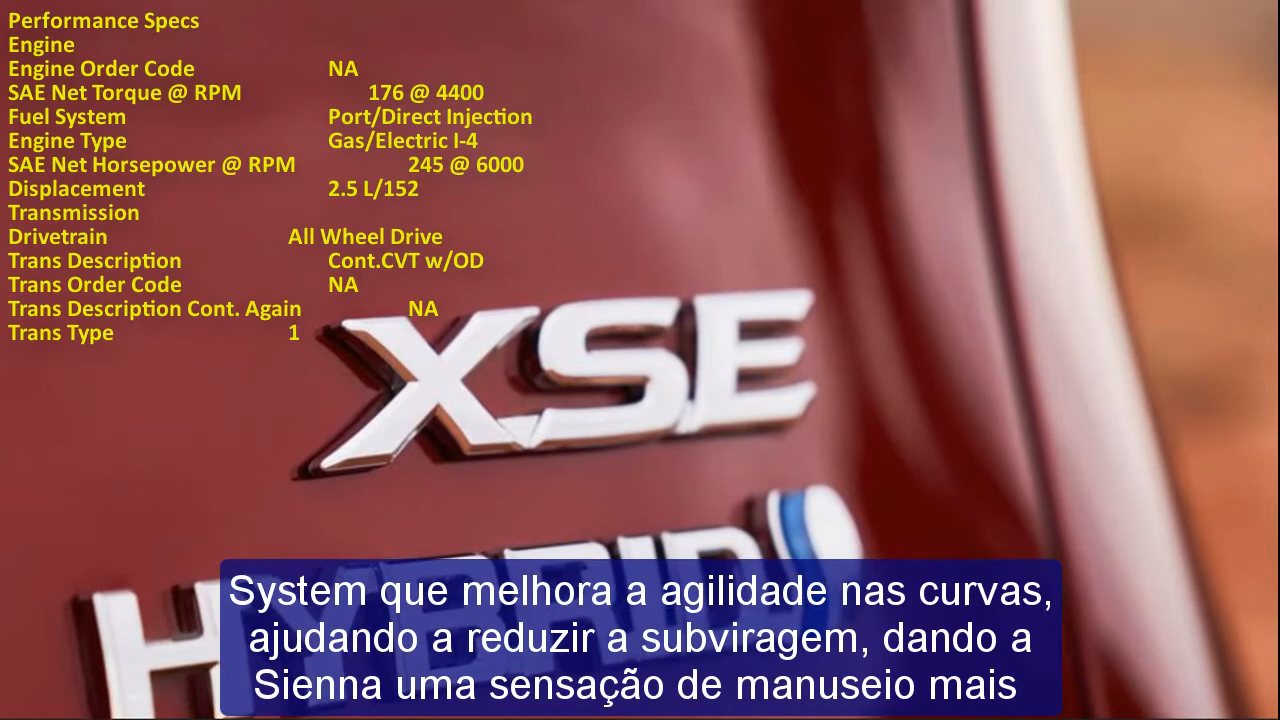 Performance Specs
Engine
Engine Order Code NA
SAE Net Torque @ RPM 176 @ 4400
Fuel System Port/Direct Injection
Engine Type Gas/Electric I-4
SAE Net Horsepower @ RPM 245 @ 6000
Displacement 2.5 L/152
Transmission
Drivetrain All Wheel Drive
Trans Description Cont.CVT w/OD
Trans Order Code NA
Trans Description Cont. Again NA
Trans Type 1
XSE
HYBRID
System que melhora a agilidade nas curvas,
ajudando a reduzir a subviragem, dando a
Sienna uma sensação de manuseio mais